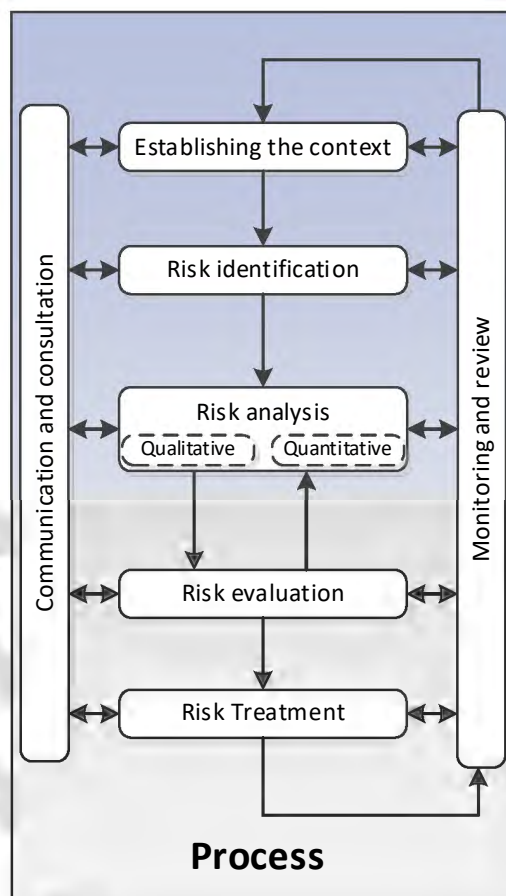 Establishing the context
Risk identification
Risk analysis
Qualitative
Quantitative
Risk evaluation
Risk Treatment
Communication and consultation
Monitoring and review
Process